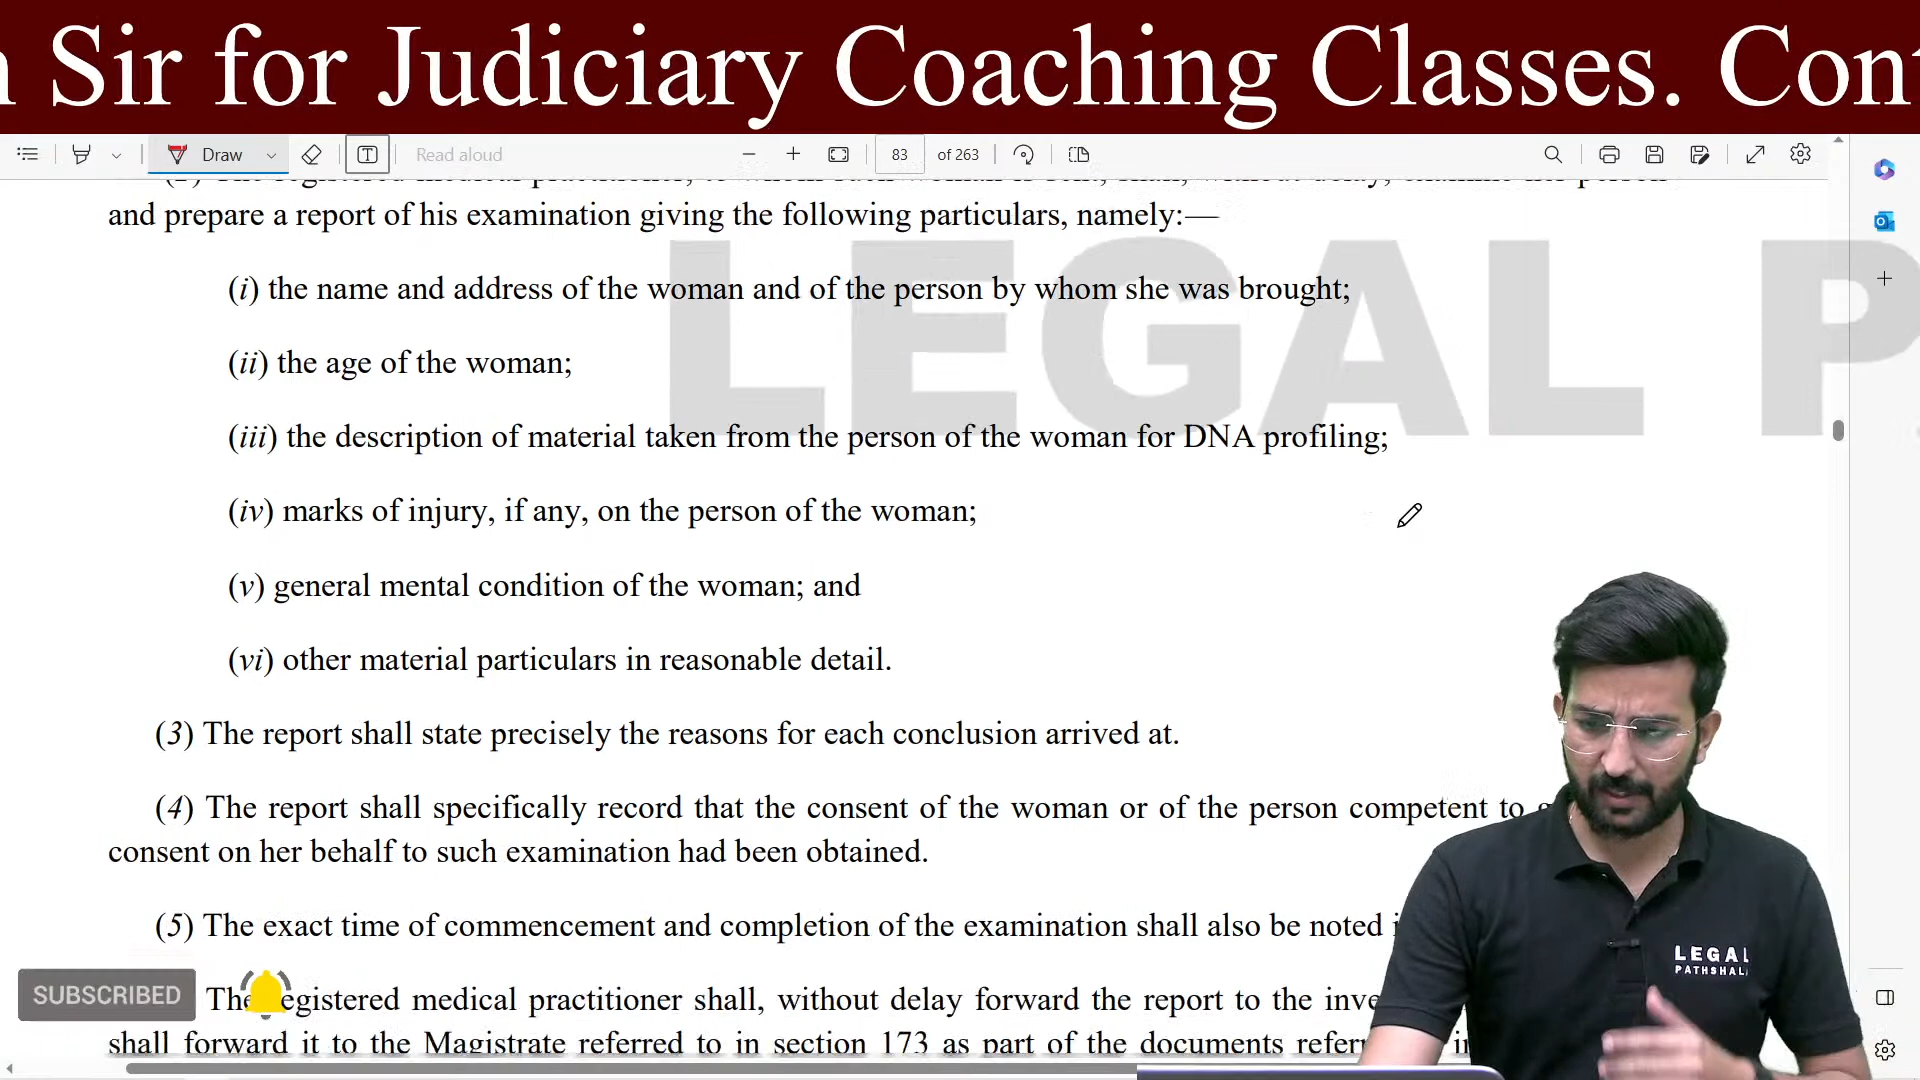 Sir for Judiciary Coaching Classes. Con
Draw
Read aloud
83
of 263
and prepare a report of his examination giving the following particulars, namely:—
LEGAL P
(i) the name and address of the woman and of the person by whom she was brought;
(ii) the age of the woman;
(iii) the description of material taken from the person of the woman for DNA profiling;
(iv) marks of injury, if any, on the person of the woman;
(v) general mental condition of the woman; and
(vi) other material particulars in reasonable detail.
(3) The report shall state precisely the reasons for each conclusion arrived at.
(4) The report shall specifically record that the consent of the woman or of the person competent to
consent on her behalf to such examination had been obtained.
(5) The exact time of commencement and completion of the examination shall also be noted
The registered medical practitioner shall, without delay forward the report to the inve
shall forward it to the Magistrate referred to in section 173 as part of the documents refer
SUBSCRIBED
LEGAL
PATHSHAL